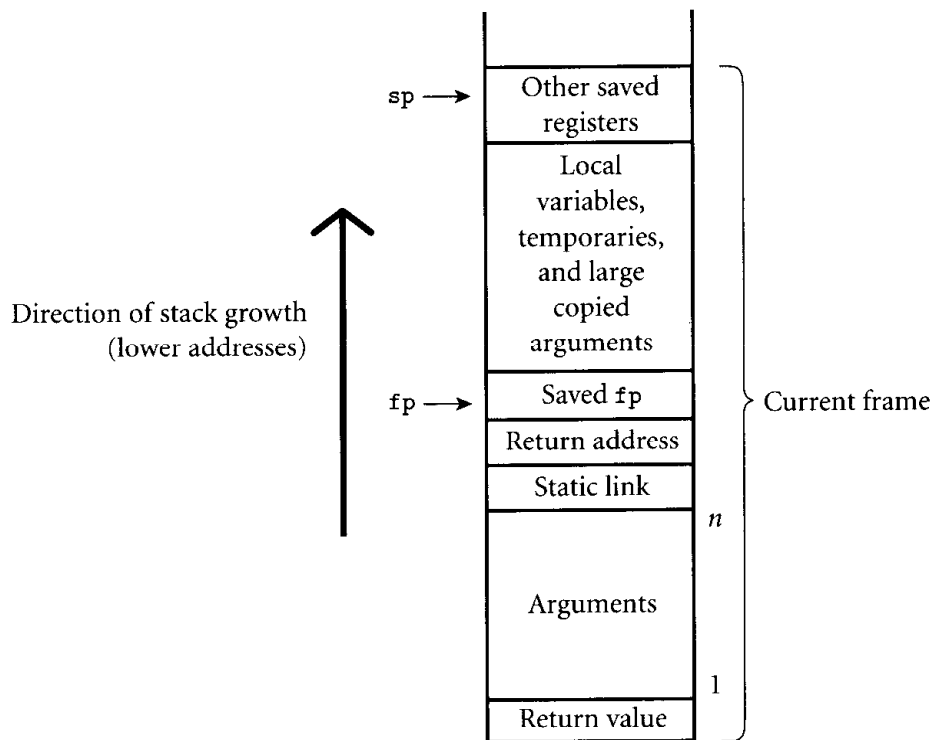 sp
Other saved
registers
Local
variables,
temporaries,
and large
copied
arguments
Direction of stack growth
(lower addresses)
fp
Saved fp
Current frame
Return address
Static link
n
Arguments
1
Return value